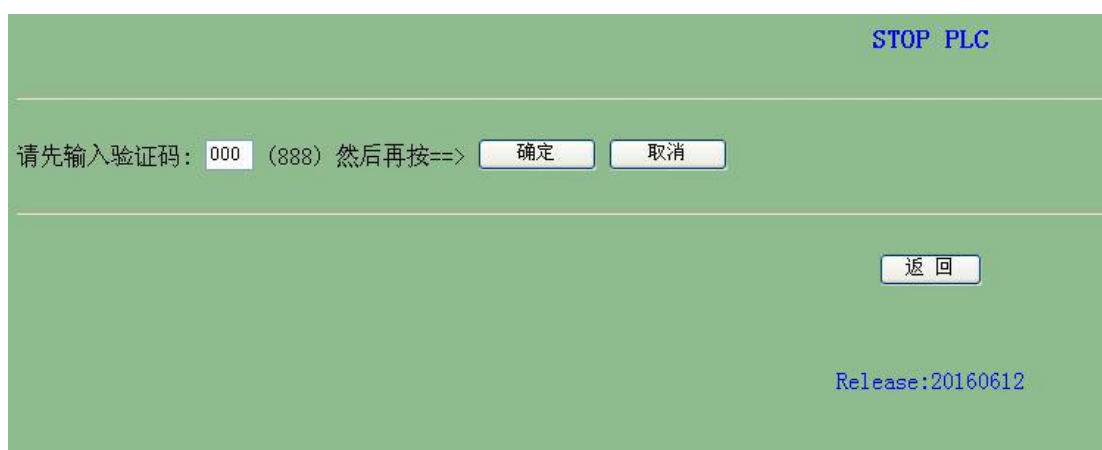 STOP PLC
请先输入验证码: 000 (888) 然后再按==> 确定 取消
返 回
Release:20160612